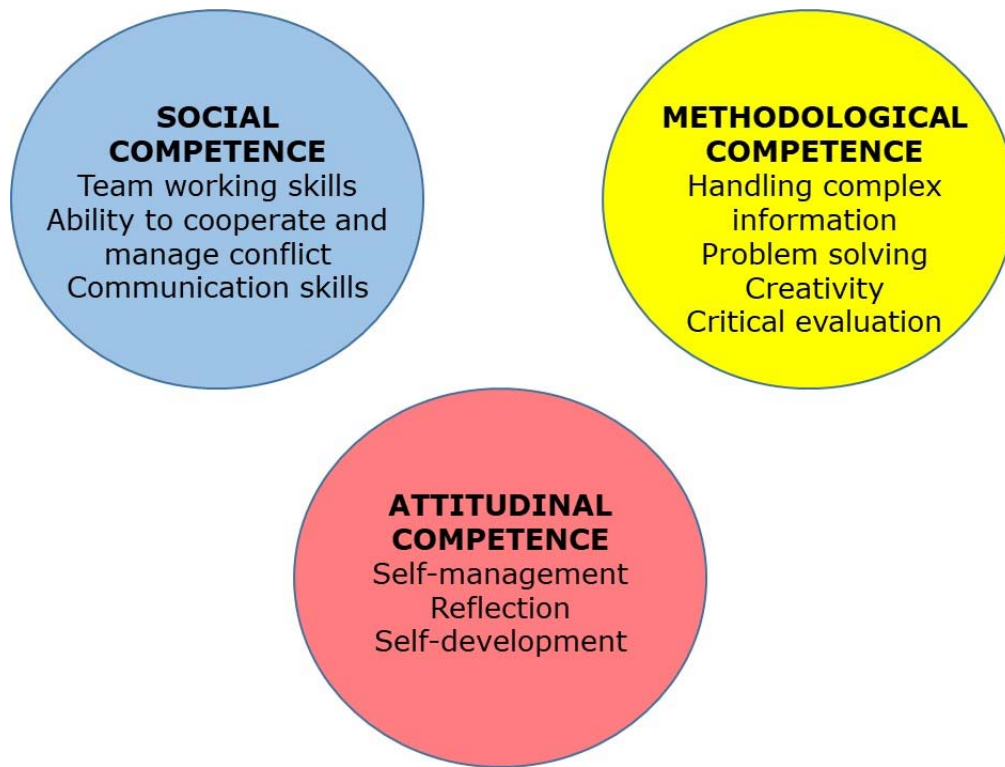 SOCIAL
COMPETENCE
Team working skills
Ability to cooperate and
manage conflict
Communication skills
METHODOLOGICAL
COMPETENCE
Handling complex
information
Problem solving
Creativity
Critical evaluation
ATTITUDINAL
COMPETENCE
Self-management
Reflection
Self-development